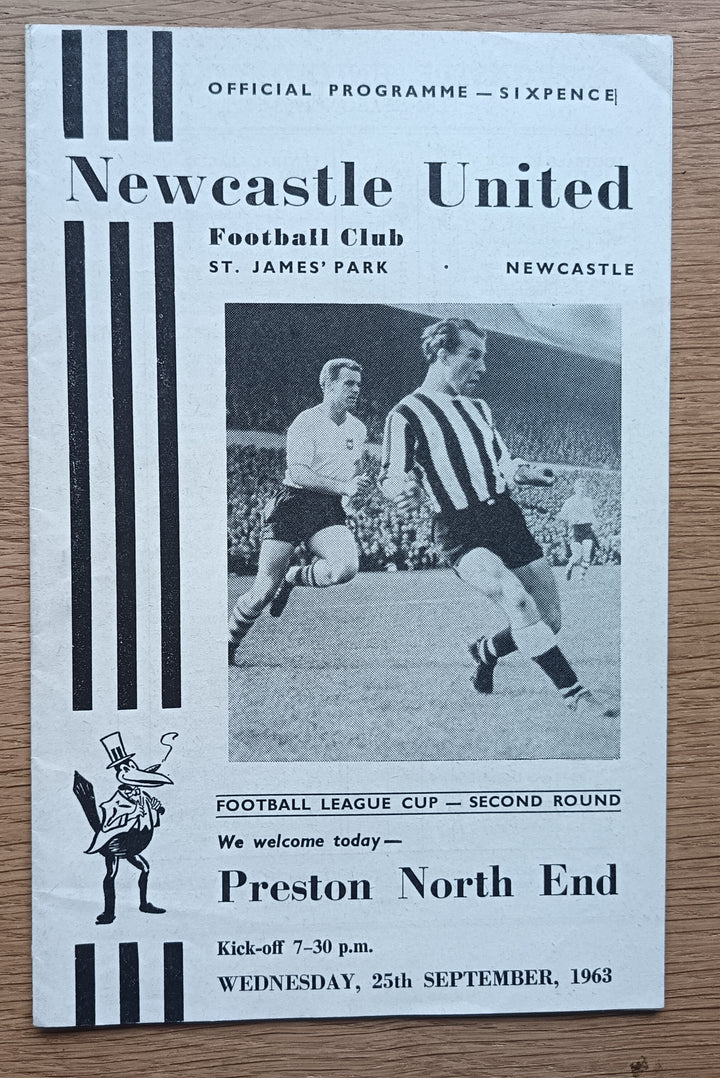 OFFICIAL PROGRAMME — SIXPENCE
Newcastle United
Football Club
ST. JAMES' PARK · NEWCASTLE
FOOTBALL LEAGUE CUP — SECOND ROUND
We welcome today—
Preston North End
Kick-off 7–30 p.m.
WEDNESDAY, 25th SEPTEMBER, 1963